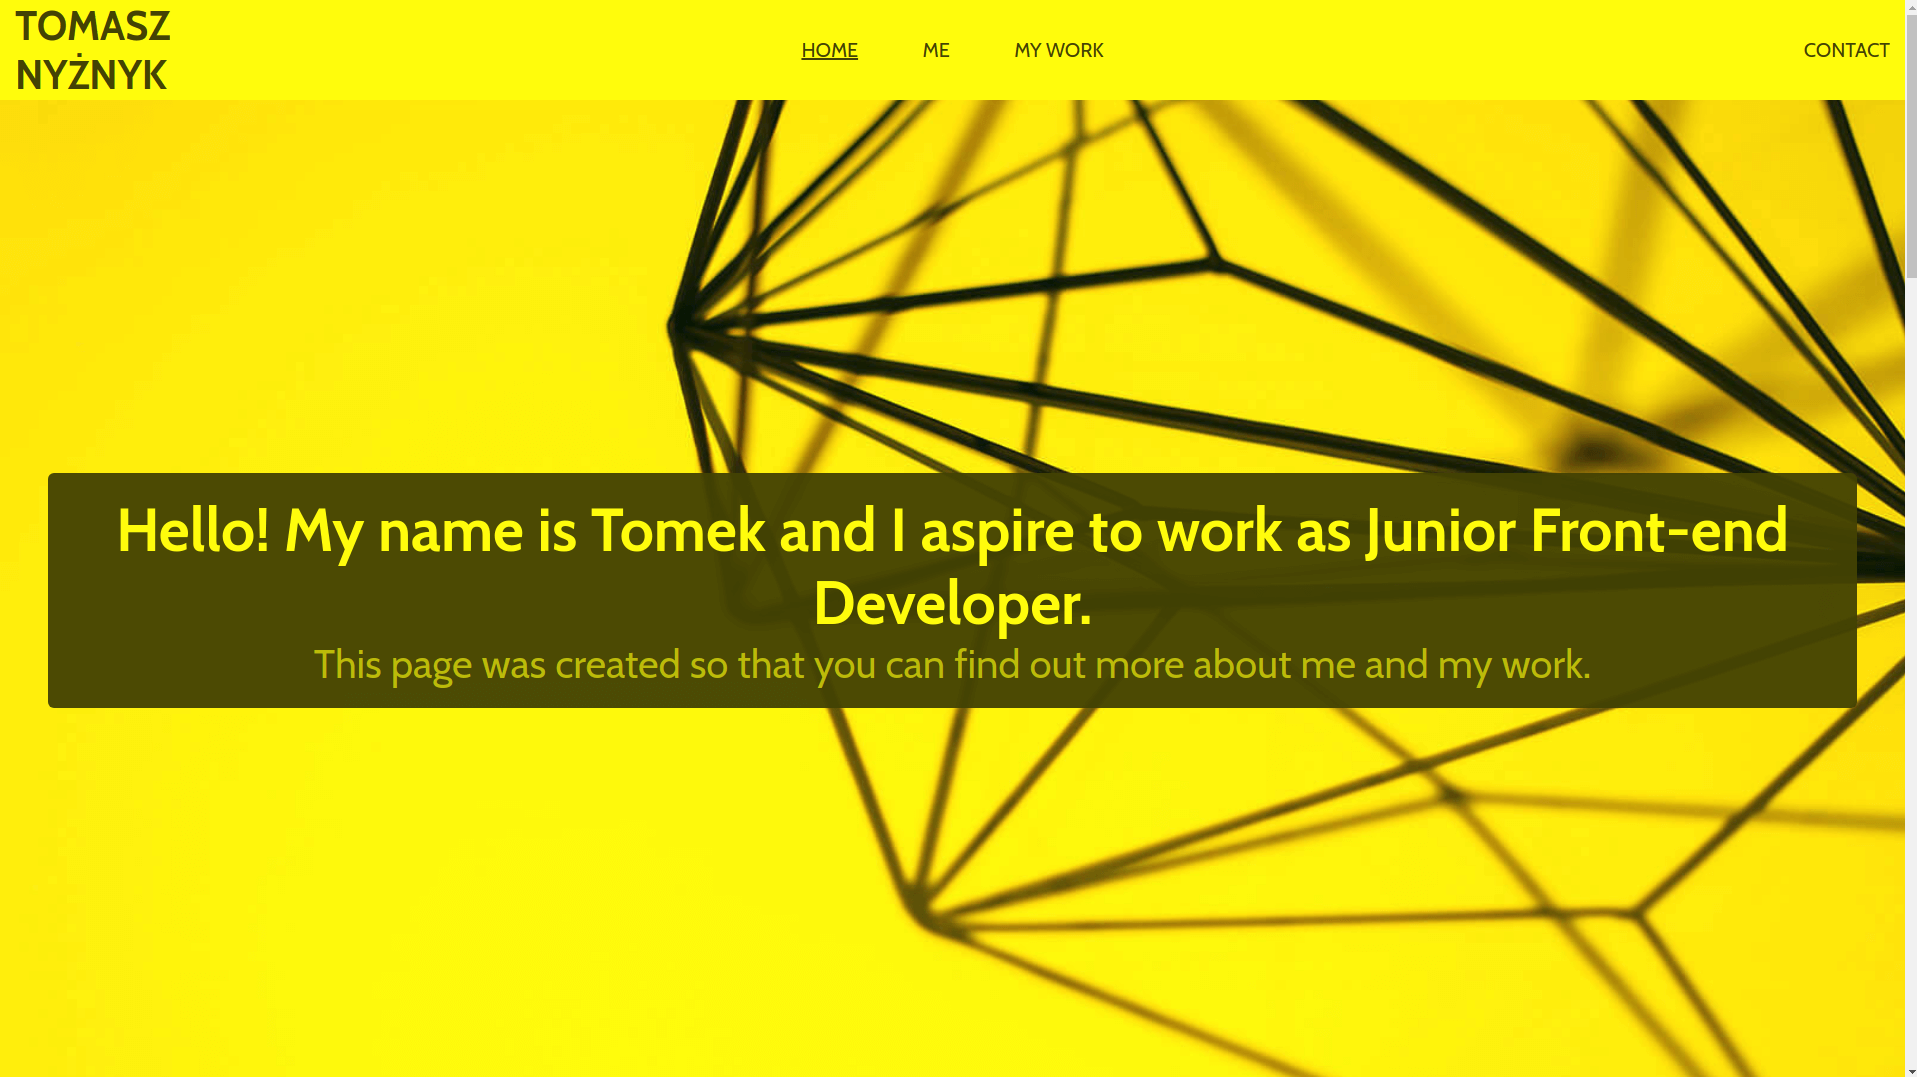 TOMASZ
NYŻNYK
HOME
ME
MY WORK
CONTACT
Hello! My name is Tomek and I aspire to work as Junior Front-end
Developer.
This page was created so that you can find out more about me and my work.